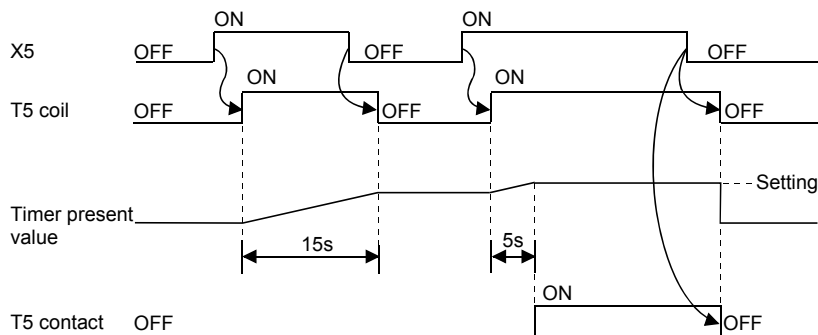 ON ON
X5 OFF OFF OFF
ON ON
T5 coil OFF OFF OFF
Setting
Timer present
value
15s 5s
ON
T5 contact OFF OFF